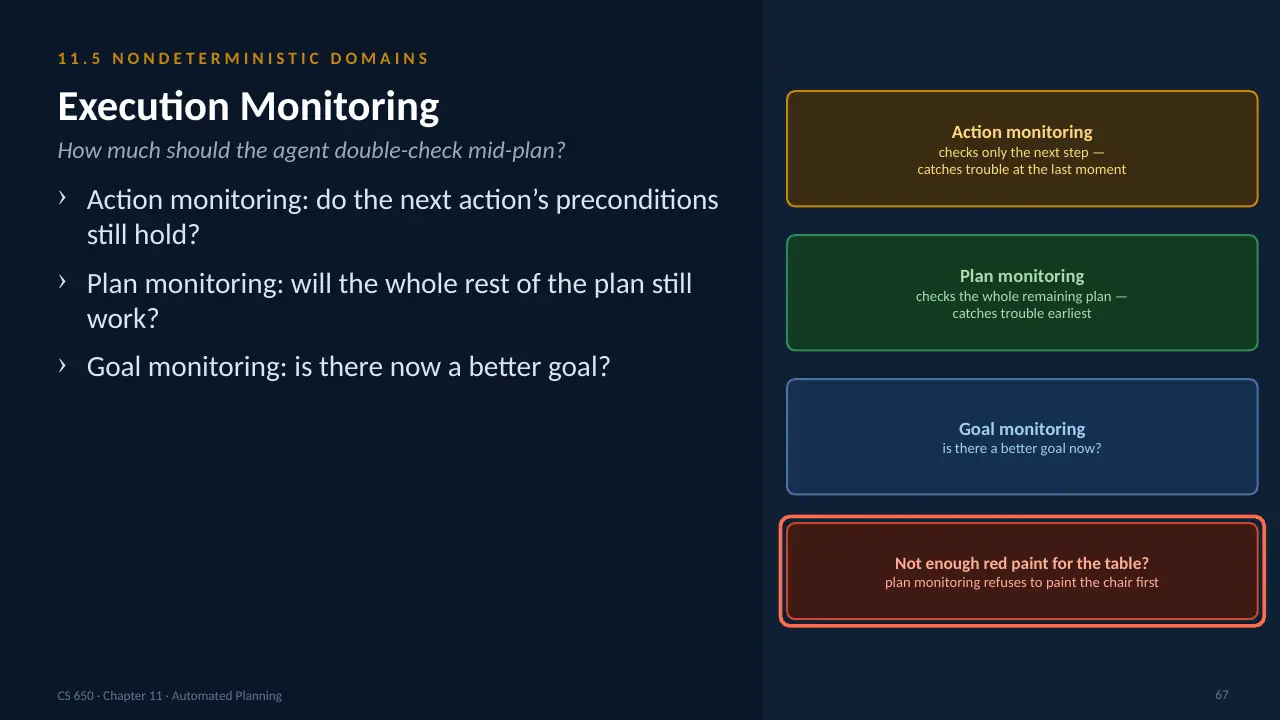 11.5 NONDETERMINISTIC DOMAINS
Execution Monitoring
How much should the agent double-check mid-plan?
› Action monitoring: do the next action’s preconditions
still hold?
› Plan monitoring: will the whole rest of the plan still
work?
› Goal monitoring: is there now a better goal?
Action monitoring
checks only the next step —
catches trouble at the last moment
Plan monitoring
checks the whole remaining plan —
catches trouble earliest
Goal monitoring
is there a better goal now?
Not enough red paint for the table?
plan monitoring refuses to paint the chair first
CS 650 · Chapter 11 · Automated Planning
67